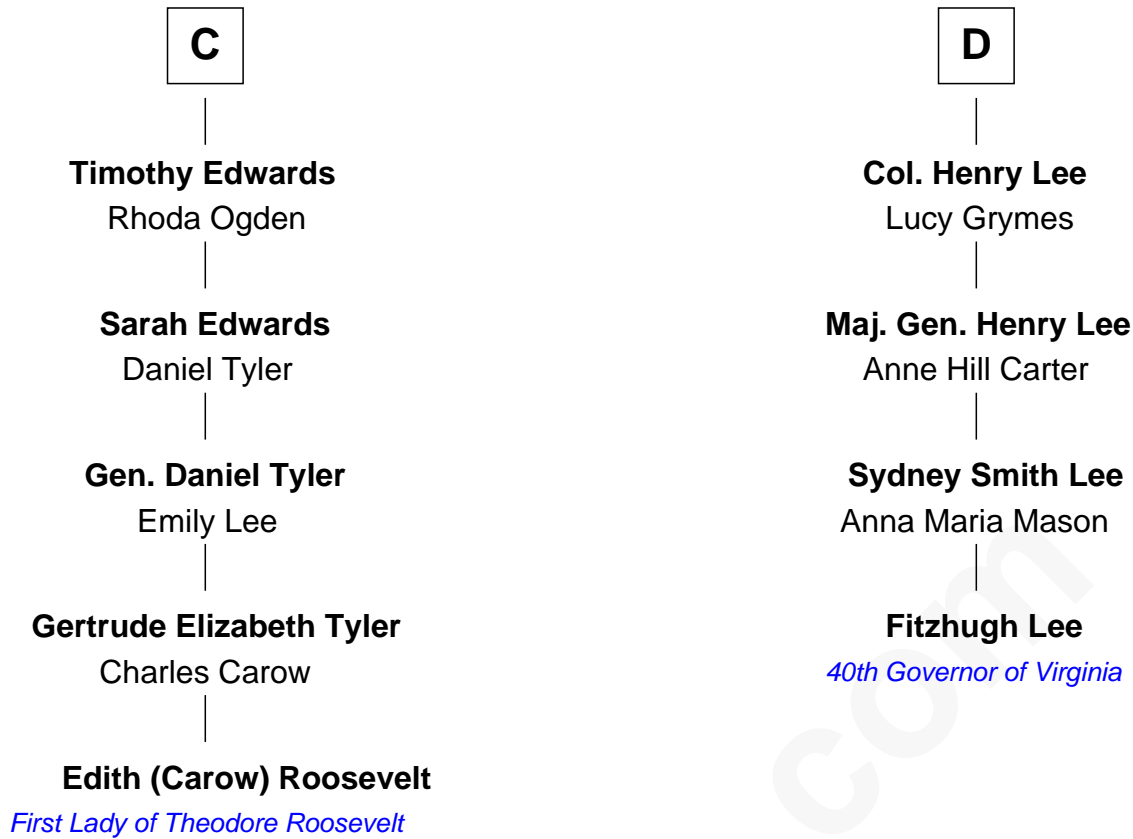 C
Timothy Edwards
Rhoda Ogden
Sarah Edwards
Daniel Tyler
Gen. Daniel Tyler
Emily Lee
Gertrude Elizabeth Tyler
Charles Carow
Edith (Carow) Roosevelt
First Lady of Theodore Roosevelt
D
Col. Henry Lee
Lucy Grymes
Maj. Gen. Henry Lee
Anne Hill Carter
Sydney Smith Lee
Anna Maria Mason
Fitzhugh Lee
40th Governor of Virginia
com